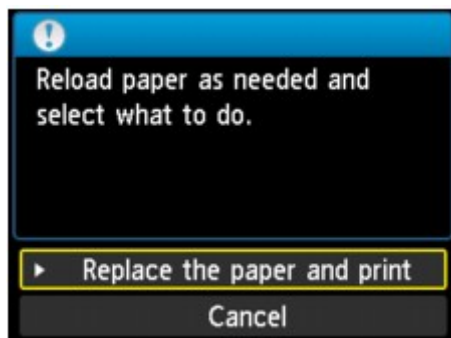 Reload paper as needed and
select what to do.
Replace the paper and print
Cancel